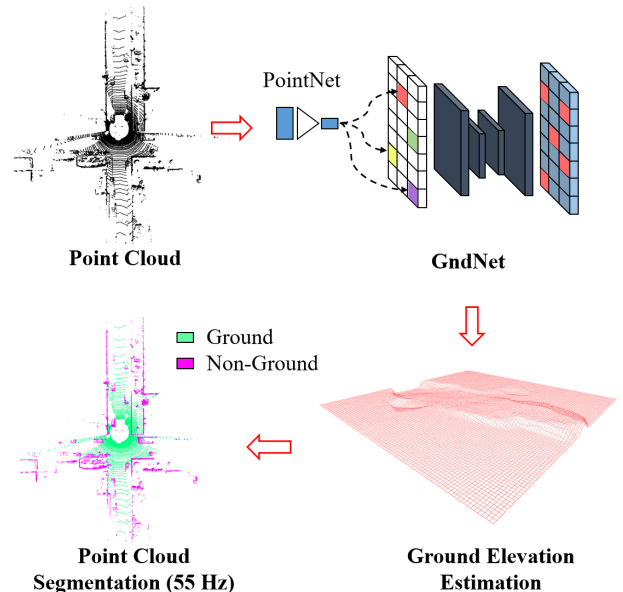 PointNet
Point Cloud
GndNet
Ground
Non-Ground
Point Cloud
Segmentation (55 Hz)
Ground Elevation
Estimation